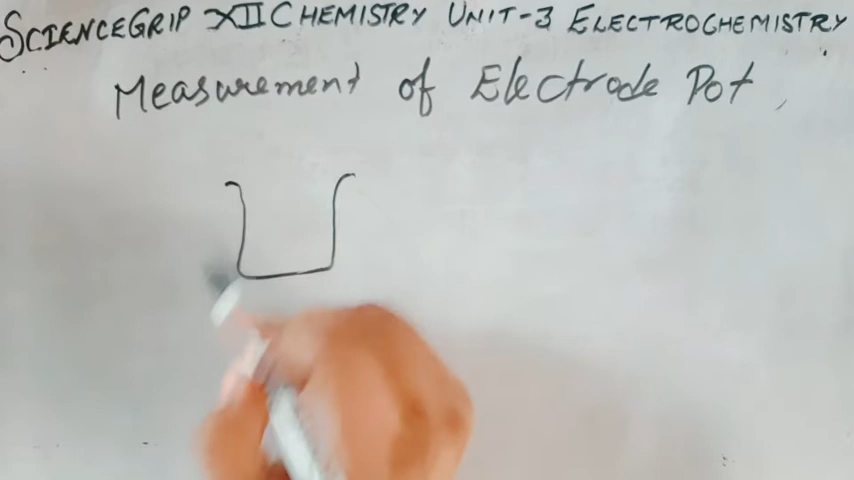 SCIENCEGRIP XII CHEMISTRY UNIT-3 ELECTROCHEMISTRY
Measurement of Electrode Pot,